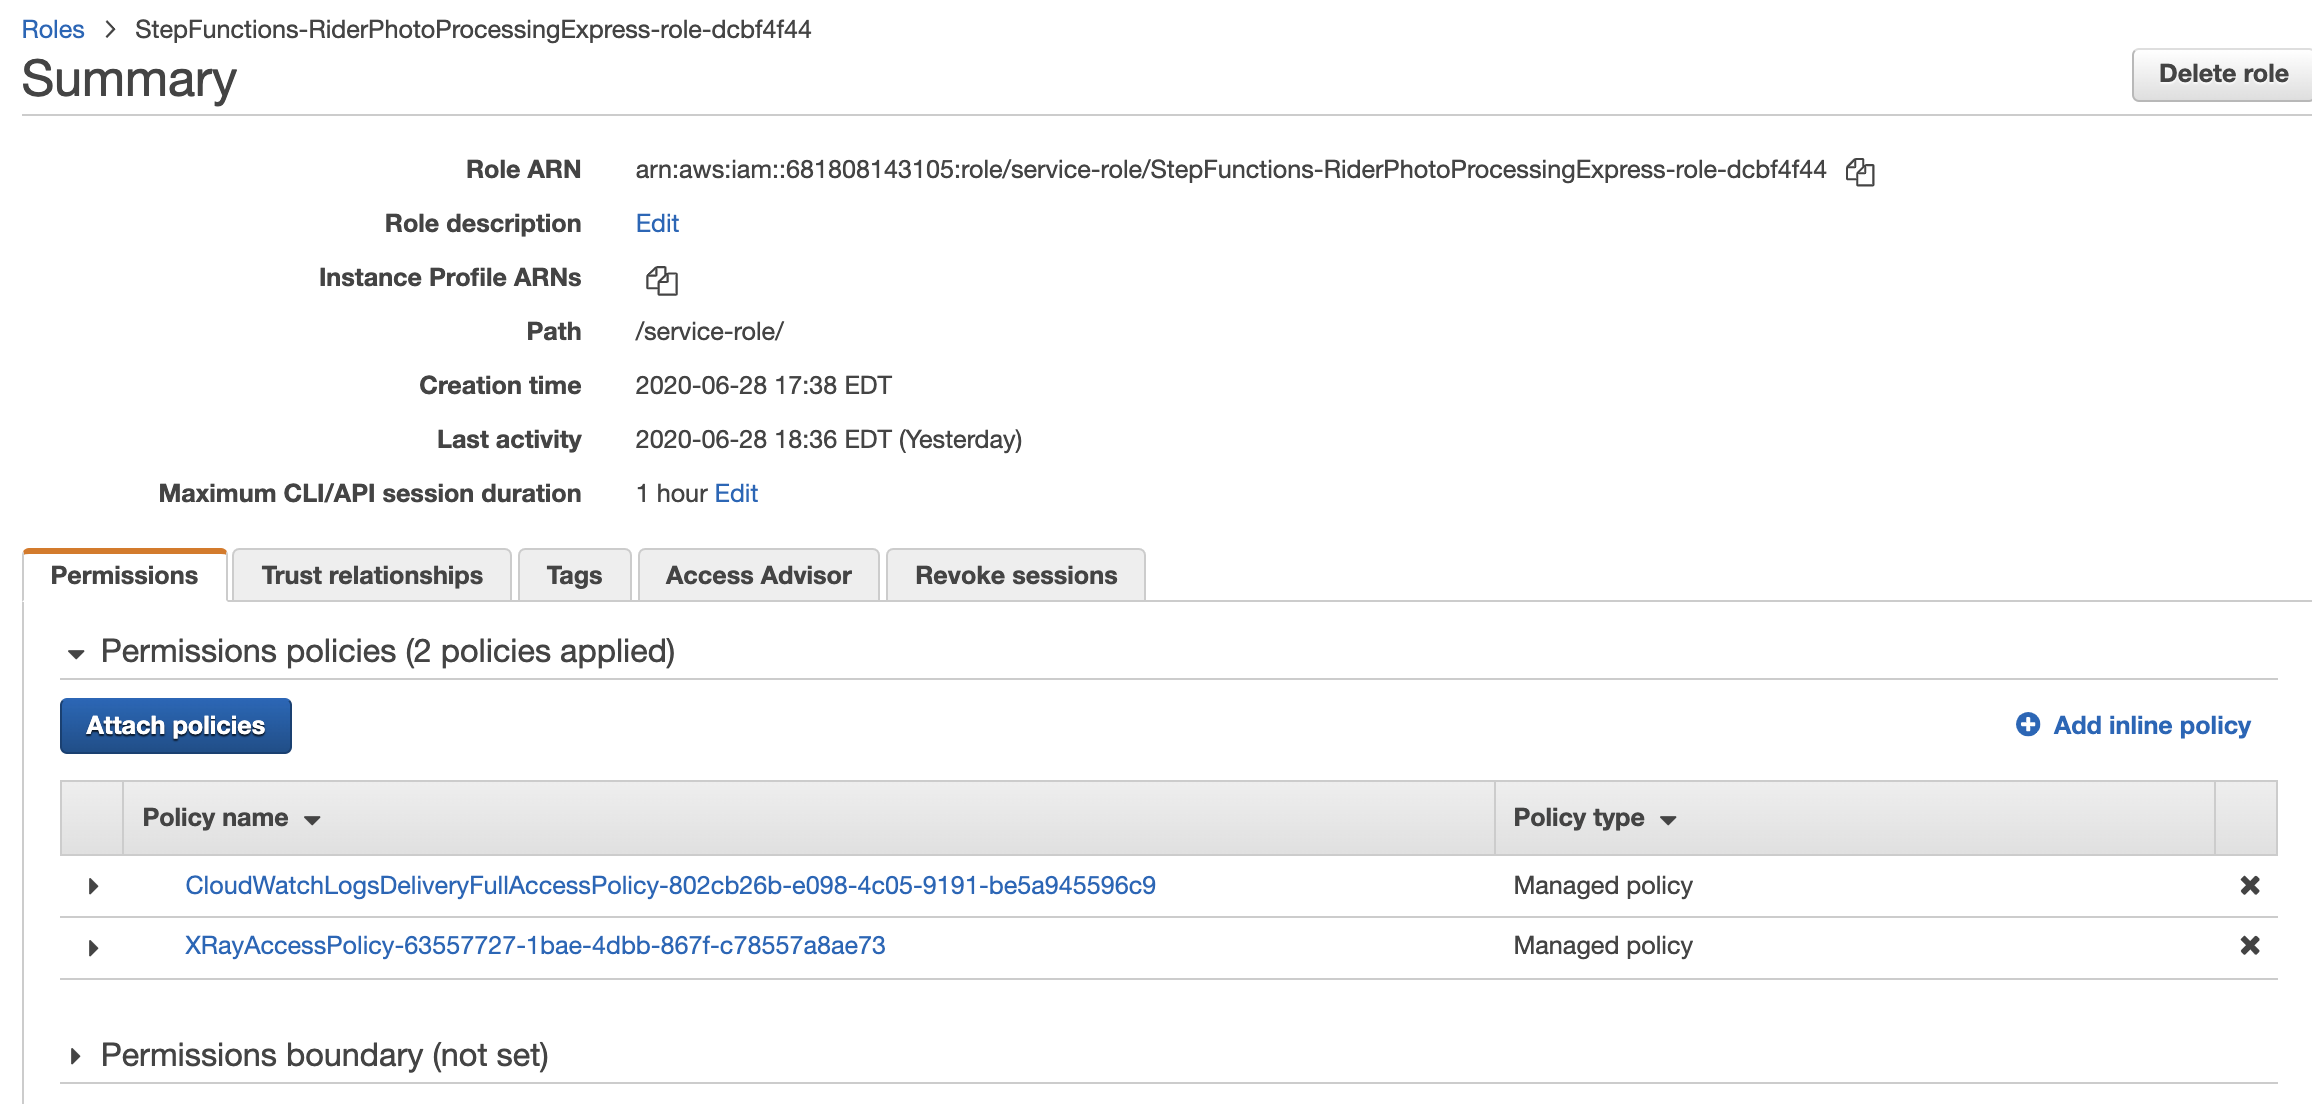 Roles > StepFunctions-RiderPhotoProcessingExpress-role-dcbf4f44
Summary
Delete role
Role ARN arn:aws:iam::681808143105:role/service-role/StepFunctions-RiderPhotoProcessingExpress-role-dcbf4f44
Role description Edit
Instance Profile ARNs
Path /service-role/
Creation time 2020-06-28 17:38 EDT
Last activity 2020-06-28 18:36 EDT (Yesterday)
Maximum CLI/API session duration 1 hour Edit
Permissions Trust relationships Tags Access Advisor Revoke sessions
Permissions policies (2 policies applied)
Attach policies Add inline policy
Policy name Policy type
CloudWatchLogsDeliveryFullAccessPolicy-802cb26b-e098-4c05-9191-be5a945596c9 Managed policy
XRayAccessPolicy-63557727-1bae-4dbb-867f-c78557a8ae73 Managed policy
Permissions boundary (not set)